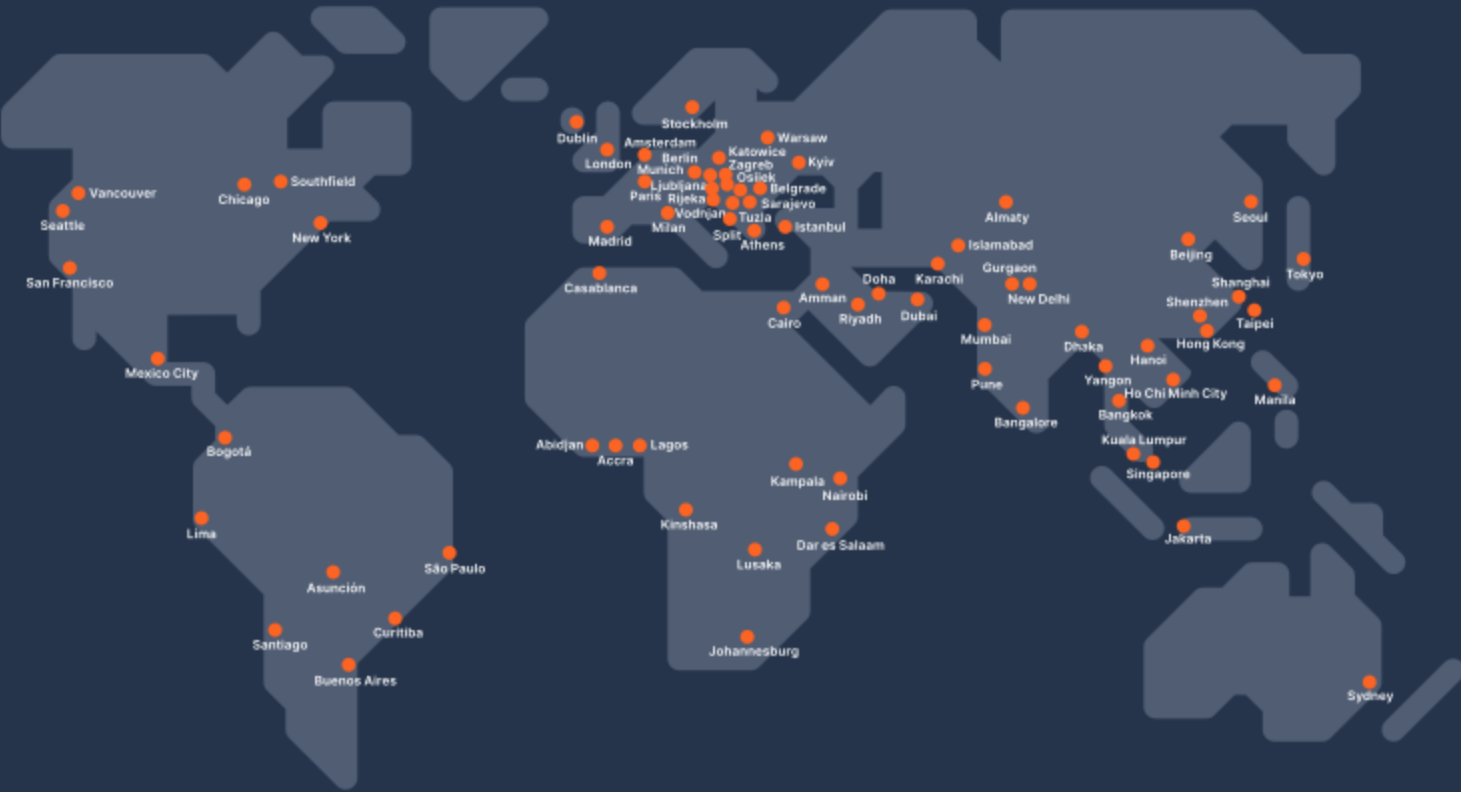 Vancouver
Seattle
San Francisco
Chicago
Southfield
New York
Mexico City
Bogotá
Lima
Asunción
São Paulo
Curitiba
Santiago
Buenos Aires
Dublin
London
Stockholm
Amsterdam
Berlin
Munich
Warsaw
Katowice
Zagreb
Kyiv
Osijek
Ljubljana
Belgrade
Paris
Rijeka
Sarajevo
Vodnjan
Tuzla
Milan
Split
Istanbul
Athens
Madrid
Casablanca
Cairo
Amman
Riyadh
Doha
Dubai
Karachi
Islamabad
Almaty
Gurgaon
New Delhi
Mumbai
Pune
Bangalore
Dhaka
Yangon
Hanoi
Ho Chi Minh City
Bangkok
Kuala Lumpur
Singapore
Jakarta
Manila
Beijing
Seoul
Tokyo
Shanghai
Shenzhen
Taipei
Hong Kong
Abidjan
Accra
Lagos
Kampala
Nairobi
Kinshasa
Dar es Salaam
Lusaka
Johannesburg
Sydney